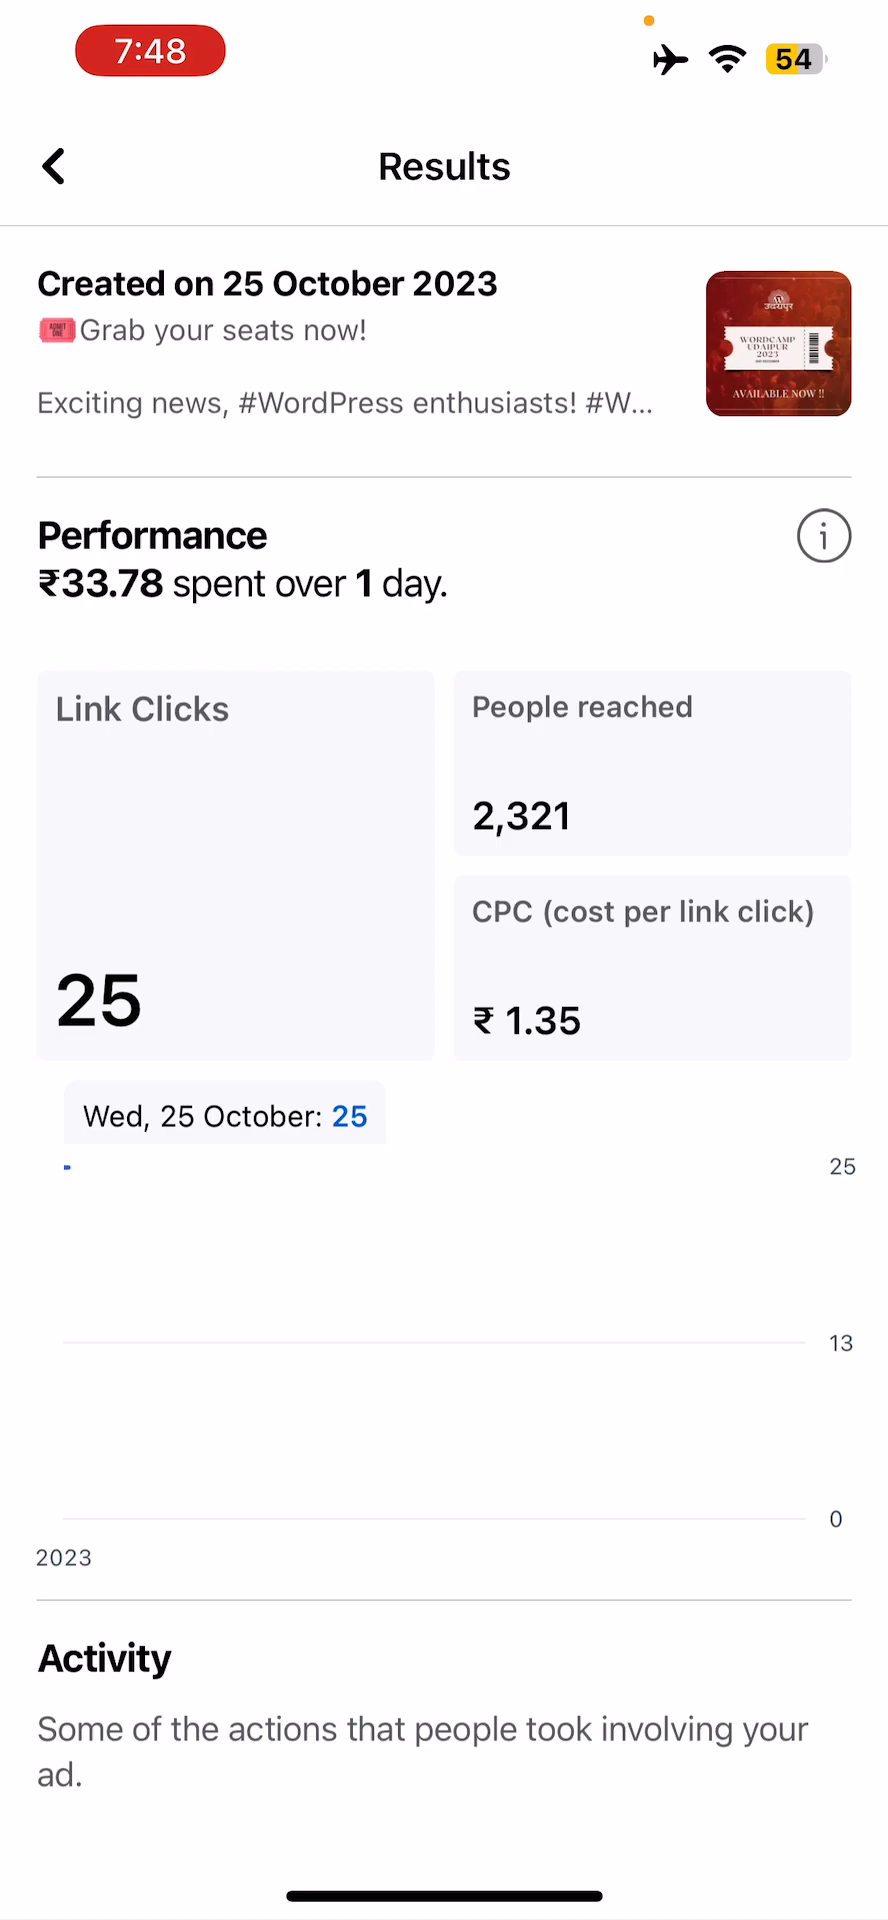 7:48
54
Results
Created on 25 October 2023
ADMIT
ONE
Grab your seats now!
Exciting news, #WordPress enthusiasts! #W...
उदयपुर
WORDCAMP
UDAIPUR
2023
AVAILABLE NOW !!
Performance
₹33.78 spent over 1 day.
Link Clicks
25
People reached
2,321
CPC (cost per link click)
₹ 1.35
Wed, 25 October: 25
25
13
0
2023
Activity
Some of the actions that people took involving your
ad.